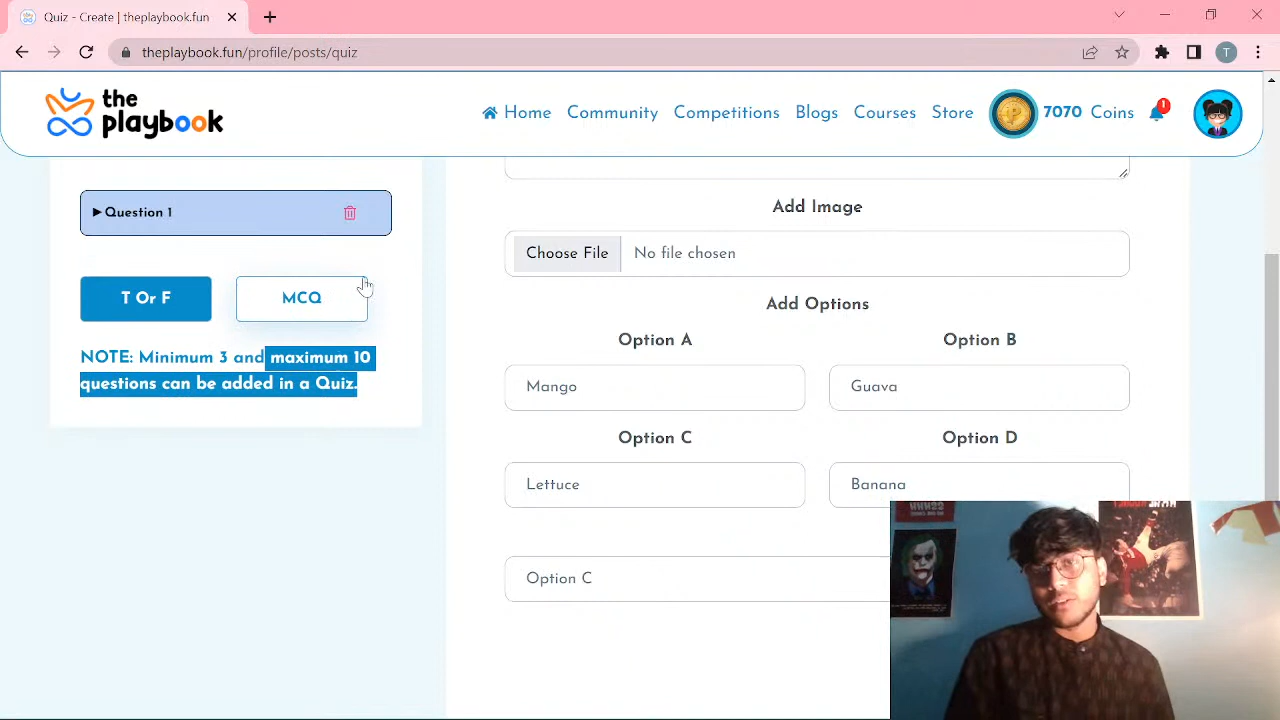 Quiz - Create | theplaybook.fun
theplaybook.fun/profile/posts/quiz
T
the
playbook
Home Community Competitions Blogs Courses Store
P
7070 Coins
1
Question 1
T Or F
MCQ
NOTE: Minimum 3 and maximum 10
questions can be added in a Quiz.
Add Image
Choose File No file chosen
Add Options
Option A
Option B
Mango
Guava
Option C
Option D
Lettuce
Banana
Option C